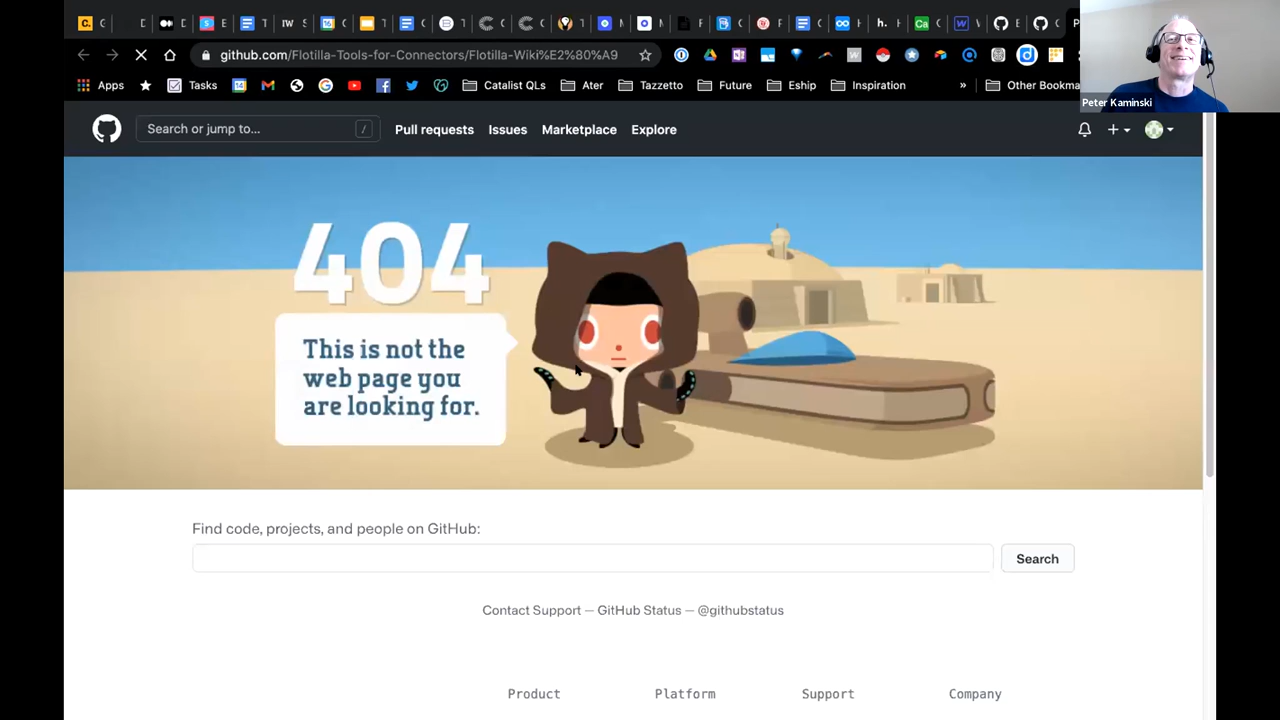 github.com/Flotilla-Tools-for-Connectors/Flotilla-Wiki%E2%80%A9
Apps
Tasks
Catalist QLs
Ater
Tazzetto
Future
Eship
Inspiration
»
Other Bookma
Peter Kaminski
Search or jump to...
/
Pull requests
Issues
Marketplace
Explore
404
This is not the
web page you
are looking for.
Find code, projects, and people on GitHub:
Search
Contact Support — GitHub Status — @githubstatus
Product
Platform
Support
Company